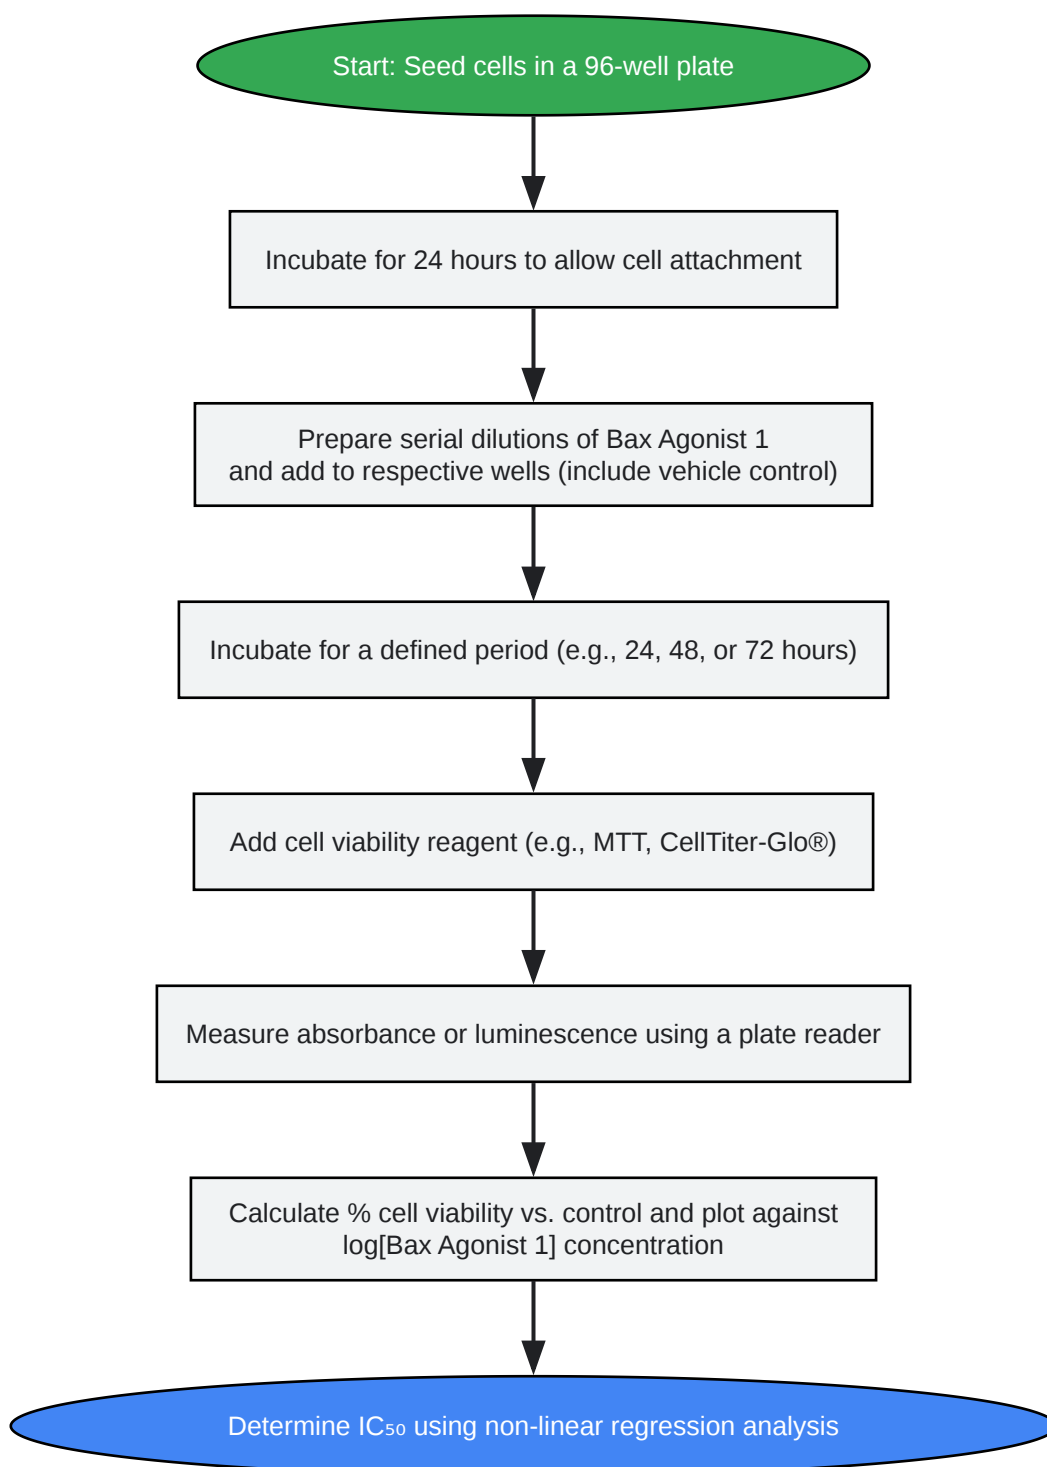 Start: Seed cells in a 96-well plate
Incubate for 24 hours to allow cell attachment
Prepare serial dilutions of Bax Agonist 1
and add to respective wells (include vehicle control)
Incubate for a defined period (e.g., 24, 48, or 72 hours)
Add cell viability reagent (e.g., MTT, CellTiter-Glo®)
Measure absorbance or luminescence using a plate reader
Calculate % cell viability vs. control and plot against
log[Bax Agonist 1] concentration
Determine IC₅₀ using non-linear regression analysis